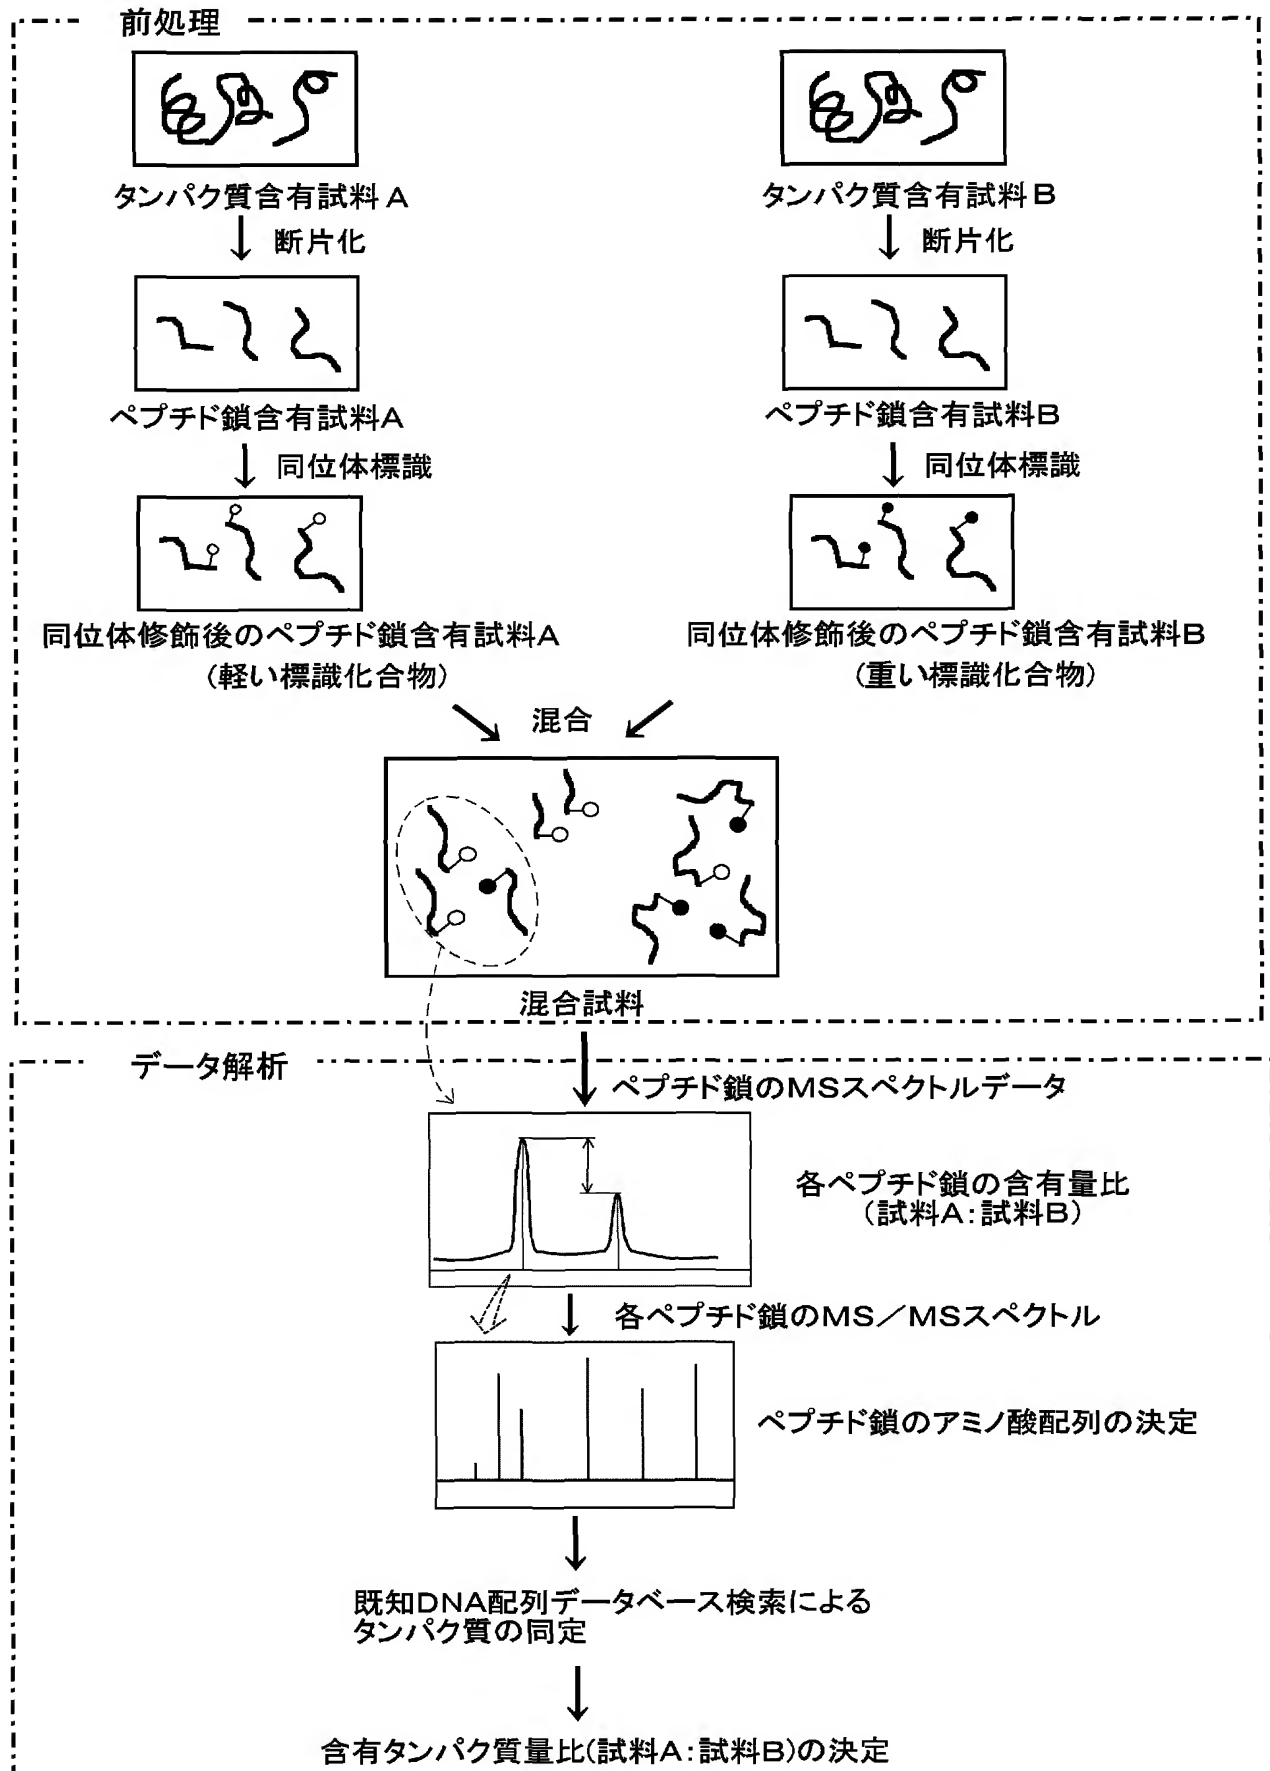 前処理
タンパク質含有試料A
タンパク質含有試料B
断片化
断片化
ペプチド鎖含有試料A
ペプチド鎖含有試料B
同位体標識
同位体標識
同位体修飾後のペプチド鎖含有試料A
(軽い標識化合物)
同位体修飾後のペプチド鎖含有試料B
(重い標識化合物)
混合
混合試料
データ解析
ペプチド鎖のMSスペクトルデータ
各ペプチド鎖の含有量比
(試料A:試料B)
各ペプチド鎖のMS/MSスペクトル
ペプチド鎖のアミノ酸配列の決定
既知DNA配列データベース検索による
タンパク質の同定
含有タンパク質量比(試料A:試料B)の決定